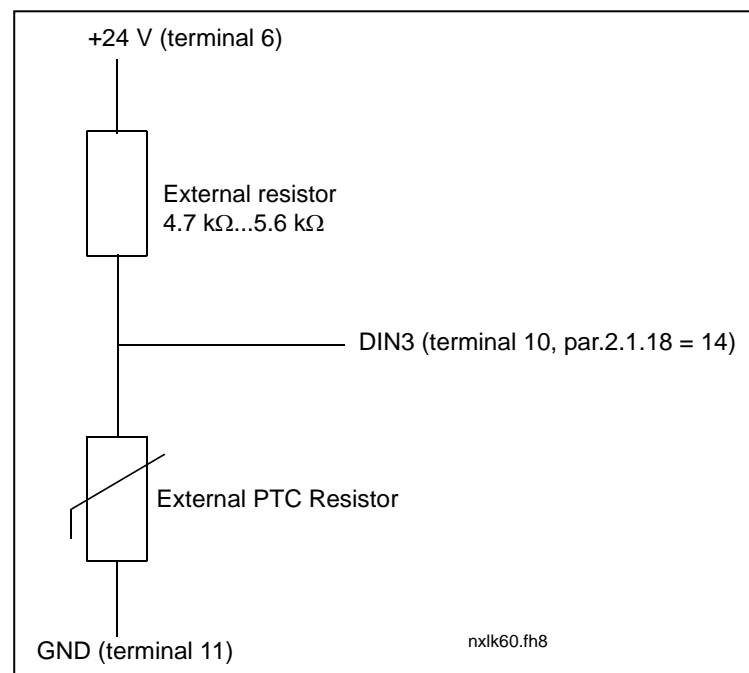 +24 V (terminal 6)
External resistor
4.7 kΩ...5.6 kΩ
DIN3 (terminal 10, par.2.1.18 = 14)
External PTC Resistor
GND (terminal 11)
nxlk60.fh8